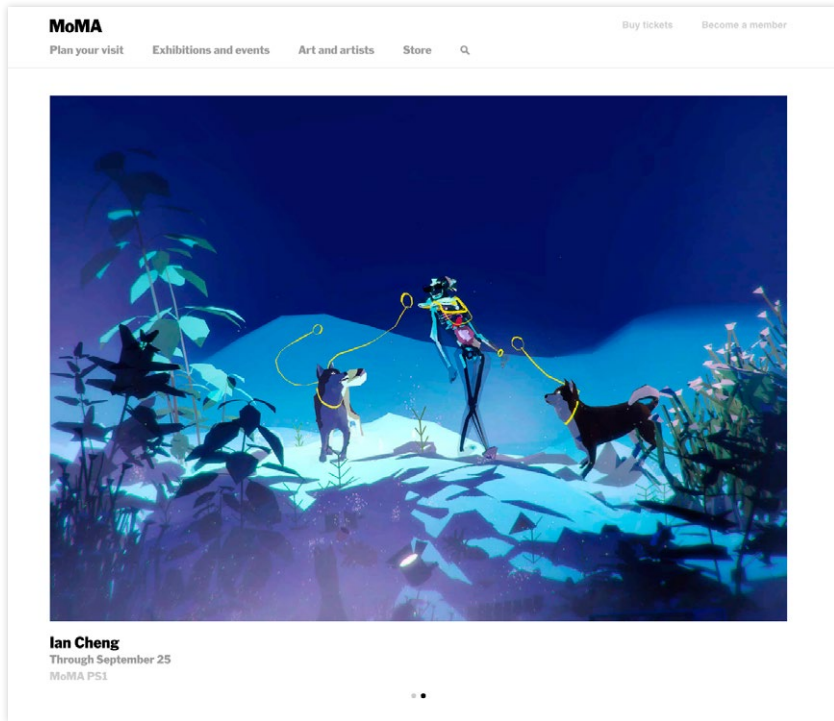 MoMA
Buy tickets Become a member
Plan your visit Exhibitions and events Art and artists Store
Ian Cheng
Through September 25
MoMA PS1